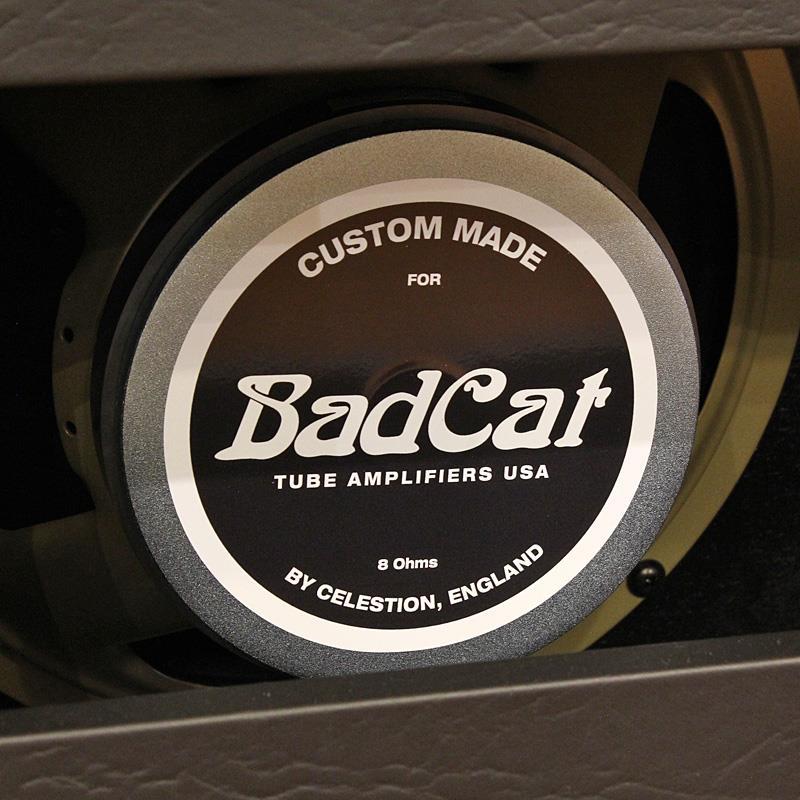 CUSTOM MADE
FOR
BadCat
TUBE AMPLIFIERS USA
8 Ohms
BY CELESTION, ENGLAND